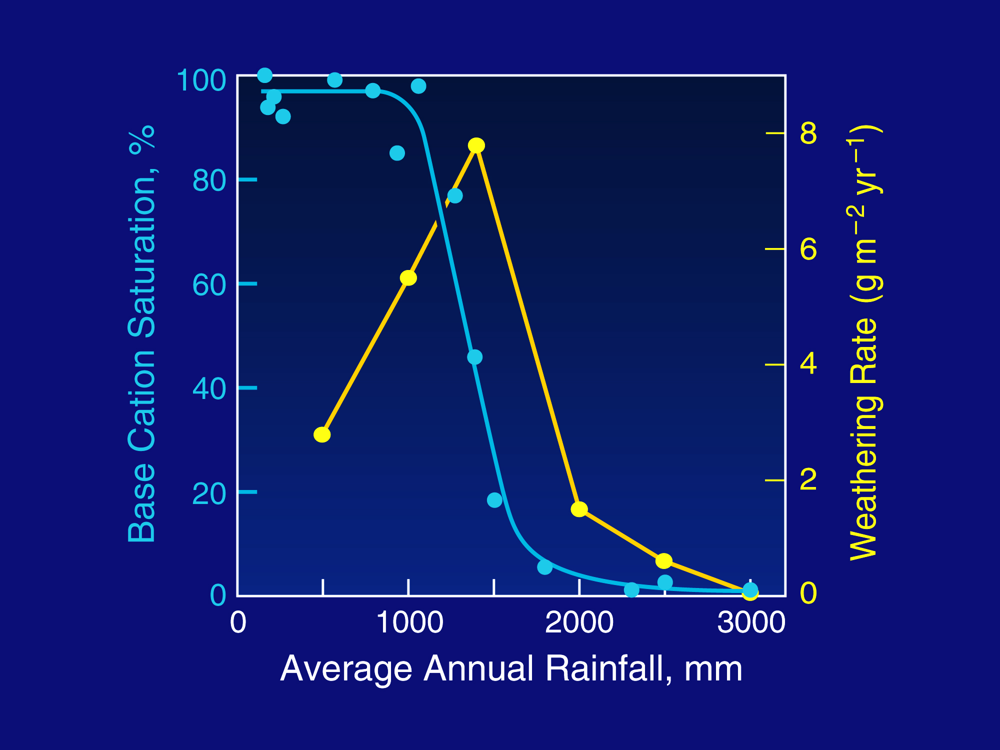 Base Cation Saturation, %
100
80
60
40
20
0
8
6
4
2
0
Weathering Rate (g m⁻² yr⁻¹)
0 1000 2000 3000
Average Annual Rainfall, mm